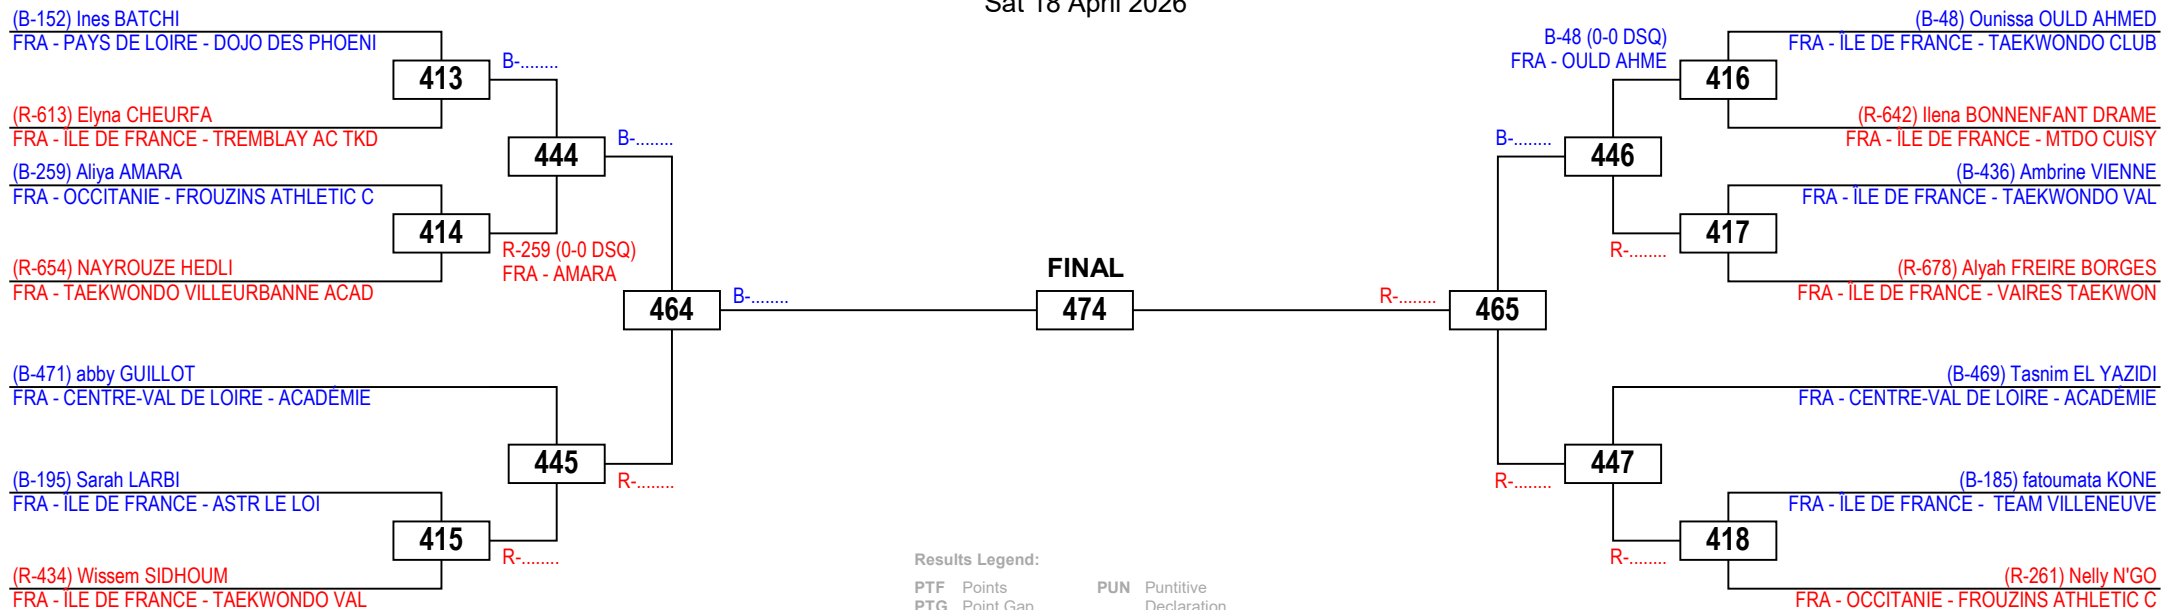 Sat 18 April 2026
(B-152) Ines BATCHI
FRA - PAYS DE LOIRE - DOJO DES PHOENI
413
B-........
(R-613) Elyna CHEURFA
FRA - ÎLE DE FRANCE - TREMBLAY AC TKD
444
B-........
(B-259) Aliya AMARA
FRA - OCCITANIE - FROUZINS ATHLETIC C
414
R-259 (0-0 DSQ)
FRA - AMARA
(R-654) NAYROUZE HEDLI
FRA - TAEKWONDO VILLEURBANNE ACAD
464
B-........
(B-471) abby GUILLOT
FRA - CENTRE-VAL DE LOIRE - ACADÉMIE
445
R-........
(B-195) Sarah LARBI
FRA - ÎLE DE FRANCE - ASTR LE LOI
415
R-........
(R-434) Wissem SIDHOUM
FRA - ÎLE DE FRANCE - TAEKWONDO VAL
FINAL
474
(B-48) Ounissa OULD AHMED
FRA - ÎLE DE FRANCE - TAEKWONDO CLUB
B-48 (0-0 DSQ)
FRA - OULD AHME
416
(R-642) Ilena BONNENFANT DRAME
FRA - ÎLE DE FRANCE - MTDO CUISY
B-........
446
(B-436) Ambrine VIENNE
FRA - ÎLE DE FRANCE - TAEKWONDO VAL
R-........
417
(R-678) Alyah FREIRE BORGES
FRA - ÎLE DE FRANCE - VAIRES TAEKWON
R-........
465
(B-469) Tasnim EL YAZIDI
FRA - CENTRE-VAL DE LOIRE - ACADÉMIE
R-........
447
(B-185) fatoumata KONE
FRA - ÎLE DE FRANCE -  TEAM VILLENEUVE
R-........
418
(R-261) Nelly N'GO
FRA - OCCITANIE - FROUZINS ATHLETIC C
Results Legend:
PTF Points PUN Puntitive
PTG Point Gap Declaration